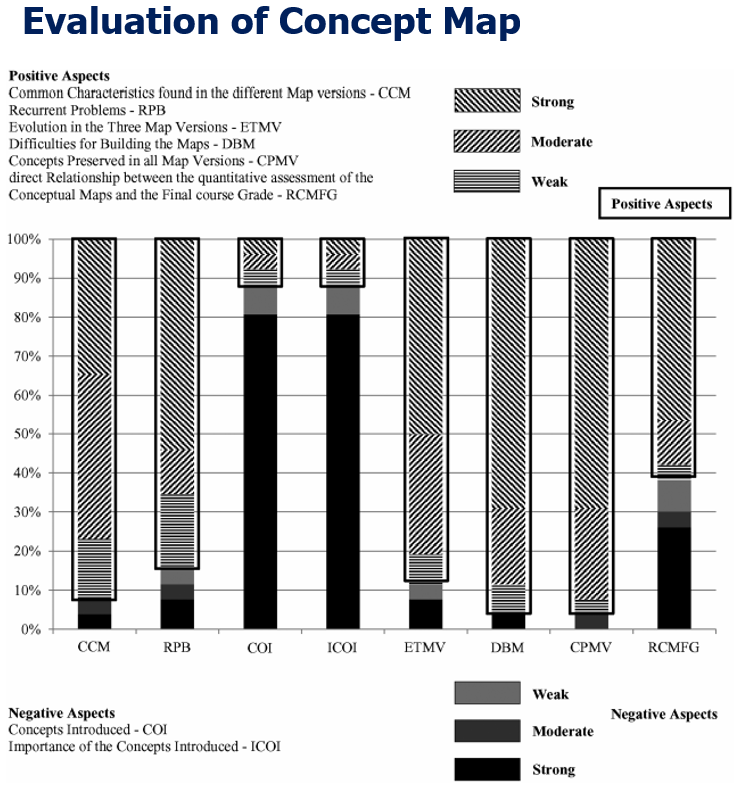 Evaluation of Concept Map
Positive Aspects
Common Characteristics found in the different Map versions - CCM
Recurrent Problems - RPB
Evolution in the Three Map Versions - ETMV
Difficulties for Building the Maps - DBM
Concepts Preserved in all Map Versions - CPMV
direct Relationship between the quantitative assessment of the
Conceptual Maps and the Final course Grade - RCMFG
Strong
Moderate
Weak
Positive Aspects
100%
90%
80%
70%
60%
50%
40%
30%
20%
10%
0%
CCM RPB COI ICOI ETMV DBM CPMV RCMFG
Negative Aspects
Concepts Introduced - COI
Importance of the Concepts Introduced - ICOI
Weak
Moderate
Strong
Negative Aspects